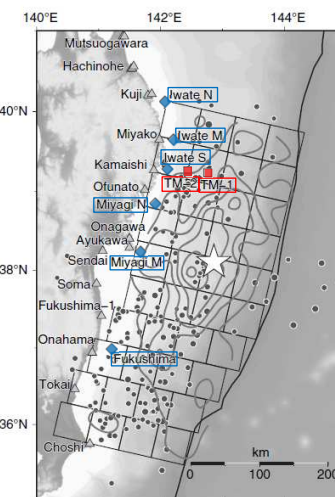 140°E
142°E
144°E
Mutsuogawara
Hachinohe
Kuji
Iwate N
40°N
Miyako
Iwate M
Iwate S
Kamaishi
TM-2
TM-1
Ofunato
Miyagi N
Onagawa
Ayukawa
Sendai
Miyagi M
38°N
Soma
Fukushima-1
Onahama
Fukushima
Tokai
36°N
Choshi
km
0
100
200